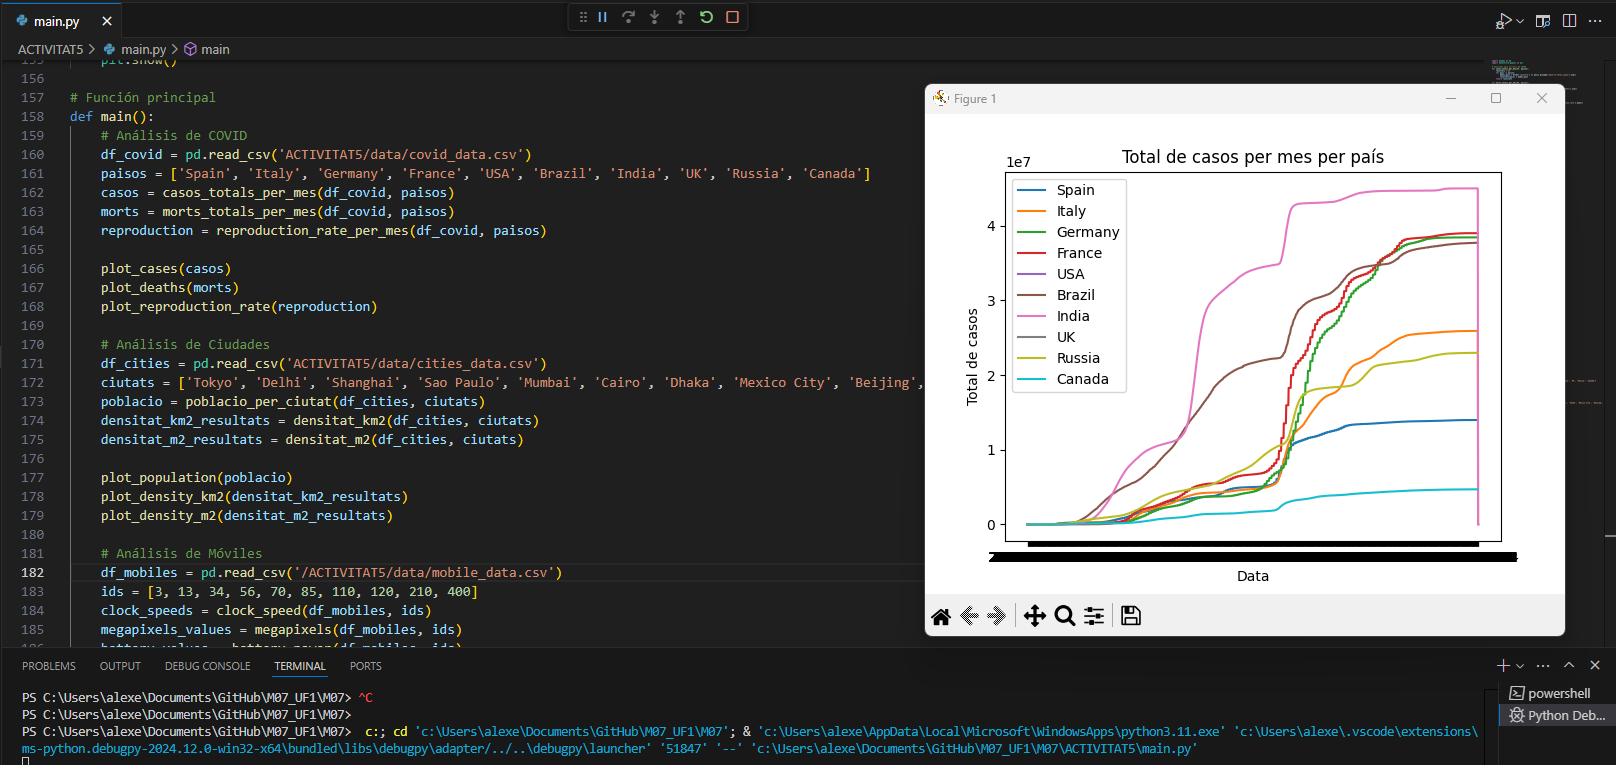 main.py
ACTIVITAT5 > main.py > main
155 plt.show()
156
157 # Función principal
158 def main():
159 # Análisis de COVID
160 df_covid = pd.read_csv('ACTIVITAT5/data/covid_data.csv')
161 paisos = ['Spain', 'Italy', 'Germany', 'France', 'USA', 'Brazil', 'India', 'UK', 'Russia', 'Canada']
162 casos = casos_totals_per_mes(df_covid, paisos)
163 morts = morts_totals_per_mes(df_covid, paisos)
164 reproduction = reproduction_rate_per_mes(df_covid, paisos)
165
166 plot_cases(casos)
167 plot_deaths(morts)
168 plot_reproduction_rate(reproduction)
169
170 # Análisis de Ciudades
171 df_cities = pd.read_csv('ACTIVITAT5/data/cities_data.csv')
172 ciutats = ['Tokyo', 'Delhi', 'Shanghai', 'Sao Paulo', 'Mumbai', 'Cairo', 'Dhaka', 'Mexico City', 'Beijing',
173 poblacio = poblacio_per_ciutat(df_cities, ciutats)
174 densitat_km2_resultats = densitat_km2(df_cities, ciutats)
175 densitat_m2_resultats = densitat_m2(df_cities, ciutats)
176
177 plot_population(poblacio)
178 plot_density_km2(densitat_km2_resultats)
179 plot_density_m2(densitat_m2_resultats)
180
181 # Análisis de Móviles
182 df_mobiles = pd.read_csv('/ACTIVITAT5/data/mobile_data.csv')
183 ids = [3, 13, 34, 56, 70, 85, 110, 120, 210, 400]
184 clock_speeds = clock_speed(df_mobiles, ids)
185 megapixels_values = megapixels(df_mobiles, ids)
186 battery_values = battery_power(df_mobiles, ids)
Figure 1
Total de casos per mes per país
1e7
Spain
Italy
Germany
France
USA
Brazil
India
UK
Russia
Canada
4
3
2
1
0
Total de casos
Data
PROBLEMS OUTPUT DEBUG CONSOLE TERMINAL PORTS
PS C:\Users\alexe\Documents\GitHub\M07_UF1\M07> ^C
PS C:\Users\alexe\Documents\GitHub\M07_UF1\M07>
PS C:\Users\alexe\Documents\GitHub\M07_UF1\M07> c:; cd 'c:\Users\alexe\Documents\GitHub\M07_UF1\M07'; & 'c:\Users\alexe\AppData\Local\Microsoft\WindowsApps\python3.11.exe' 'c:\Users\alexe\.vscode\extensions\
ms-python.debugpy-2024.12.0-win32-x64\bundled\libs\debugpy\adapter/../..\debugpy\launcher' '51847' '--' 'c:\Users\alexe\Documents\GitHub\M07_UF1\M07\ACTIVITAT5\main.py'
powershell
Python Deb...